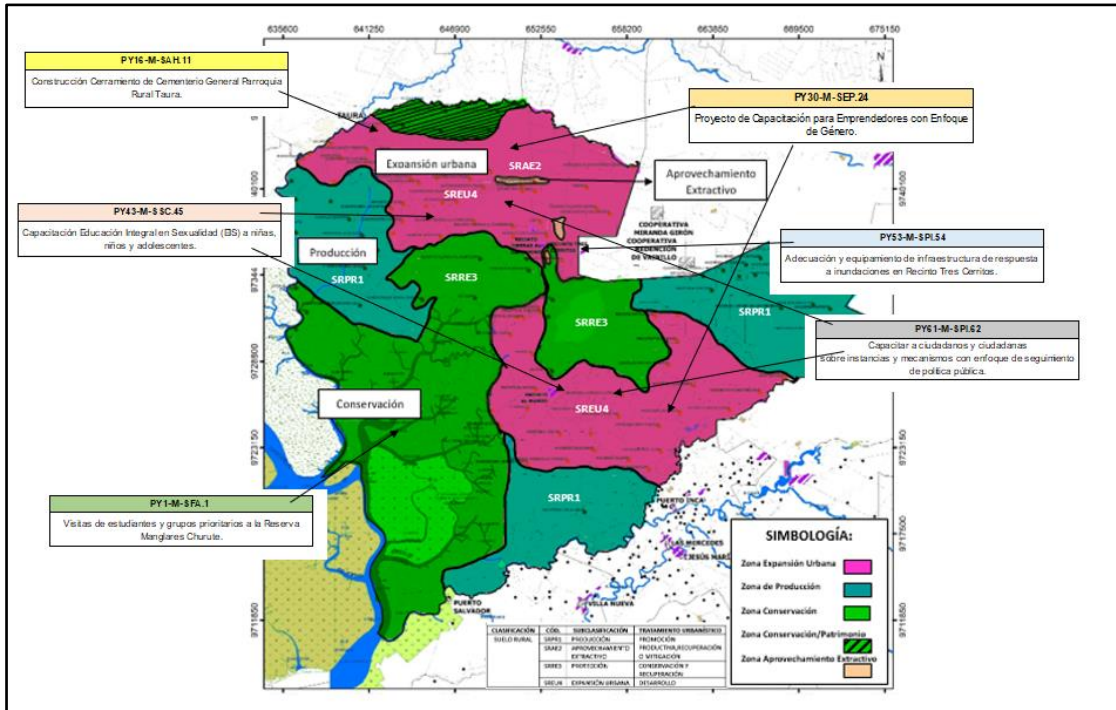 635600 641250 646900 652550 658200 663850 669500 675150
N
PY16-M-SAH.11
Construcción Cerramiento de Cementerio General Parroquia
Rural Taura.
PY30-M-SEP.24
Proyecto de Capacitación para Emprendedores con Enfoque
de Género.
TAURA
Expansión urbana
SRAE2
Aprovechamiento
Extractivo
SREU4
9740100
PY43-M-SSC.45
Capacitación Educación Integral en Sexualidad (EIS) a niñas,
niños y adolescentes.
COOPERATIVA
MIRANDA GIRÓN
COOPERATIVA
REDENCIÓN
DE VAINILLO
PY53-M-SPI.54
Adecuación y equipamiento de infraestructura de respuesta
a inundaciones en Recinto Tres Cerritos.
Producción
SRPR1
SRRE3
SRPR1
SRRE3
PY61-M-SPI.62
Capacitar a ciudadanos y ciudadanas
sobre instancias y mecanismos con enfoque de seguimiento
de política pública.
9728800
Conservación
SREU4
9723150
9723150
PY1-M-SFA.1
Visitas de estudiantes y grupos prioritarios a la Reserva
Manglares Churute.
SRPR1
PUERTO INCA
LAS MERCEDES
9717500
SIMBOLOGÍA:
Zona Expansión Urbana
Zona de Producción
Zona Conservación
Zona Conservación/Patrimonio
Zona Aprovechamiento Extractivo
PUERTO
SALVADOR
VILLA NUEVA
9711850
CLASIFICACIÓN CÓD. SUBCLASIFICACIÓN TRATAMIENTO URBANÍSTICO
SUELO RURAL SRPR1 PRODUCCIÓN PROMOCIÓN
SRAE2 APROVECHAMIENTO EXTRACTIVO PRODUCTIVA/RECUPERACIÓN O MITIGACIÓN
SRRE3 PROTECCIÓN CONSERVACIÓN Y RECUPERACIÓN
SREU4 EXPANSIÓN URBANA DESARROLLO